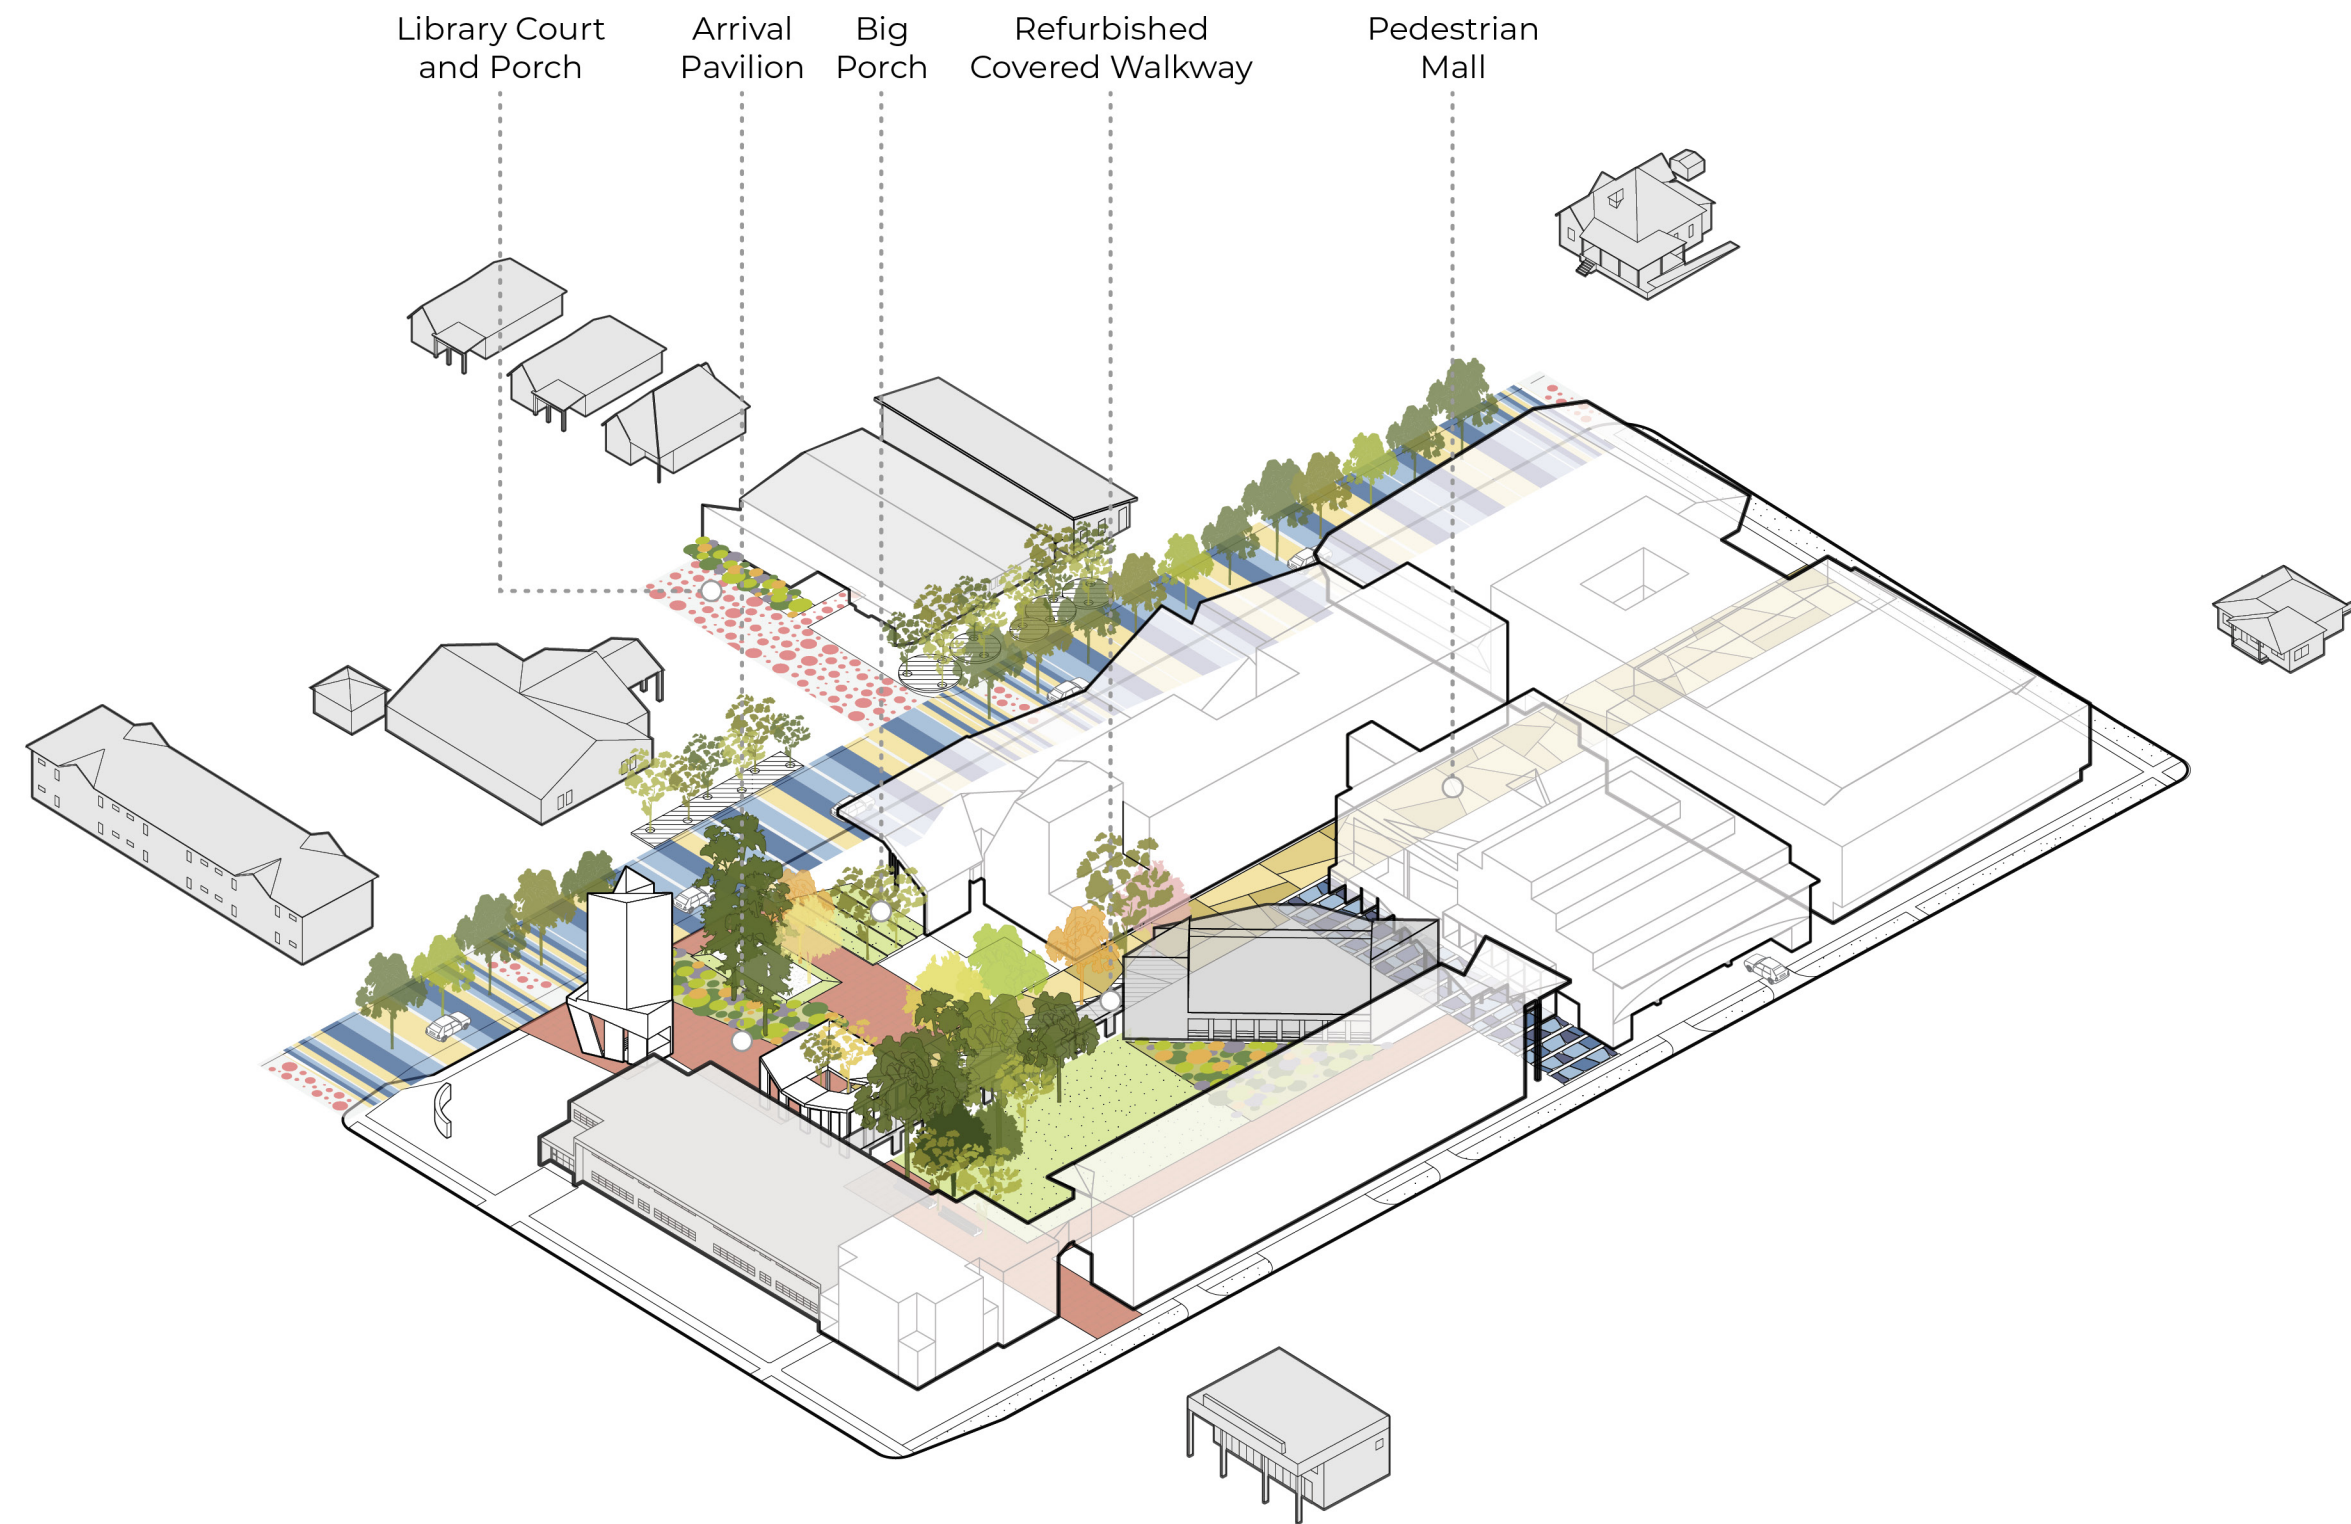 Library Court
and Porch
Arrival
Pavilion
Big
Porch
Refurbished
Covered Walkway
Pedestrian
Mall